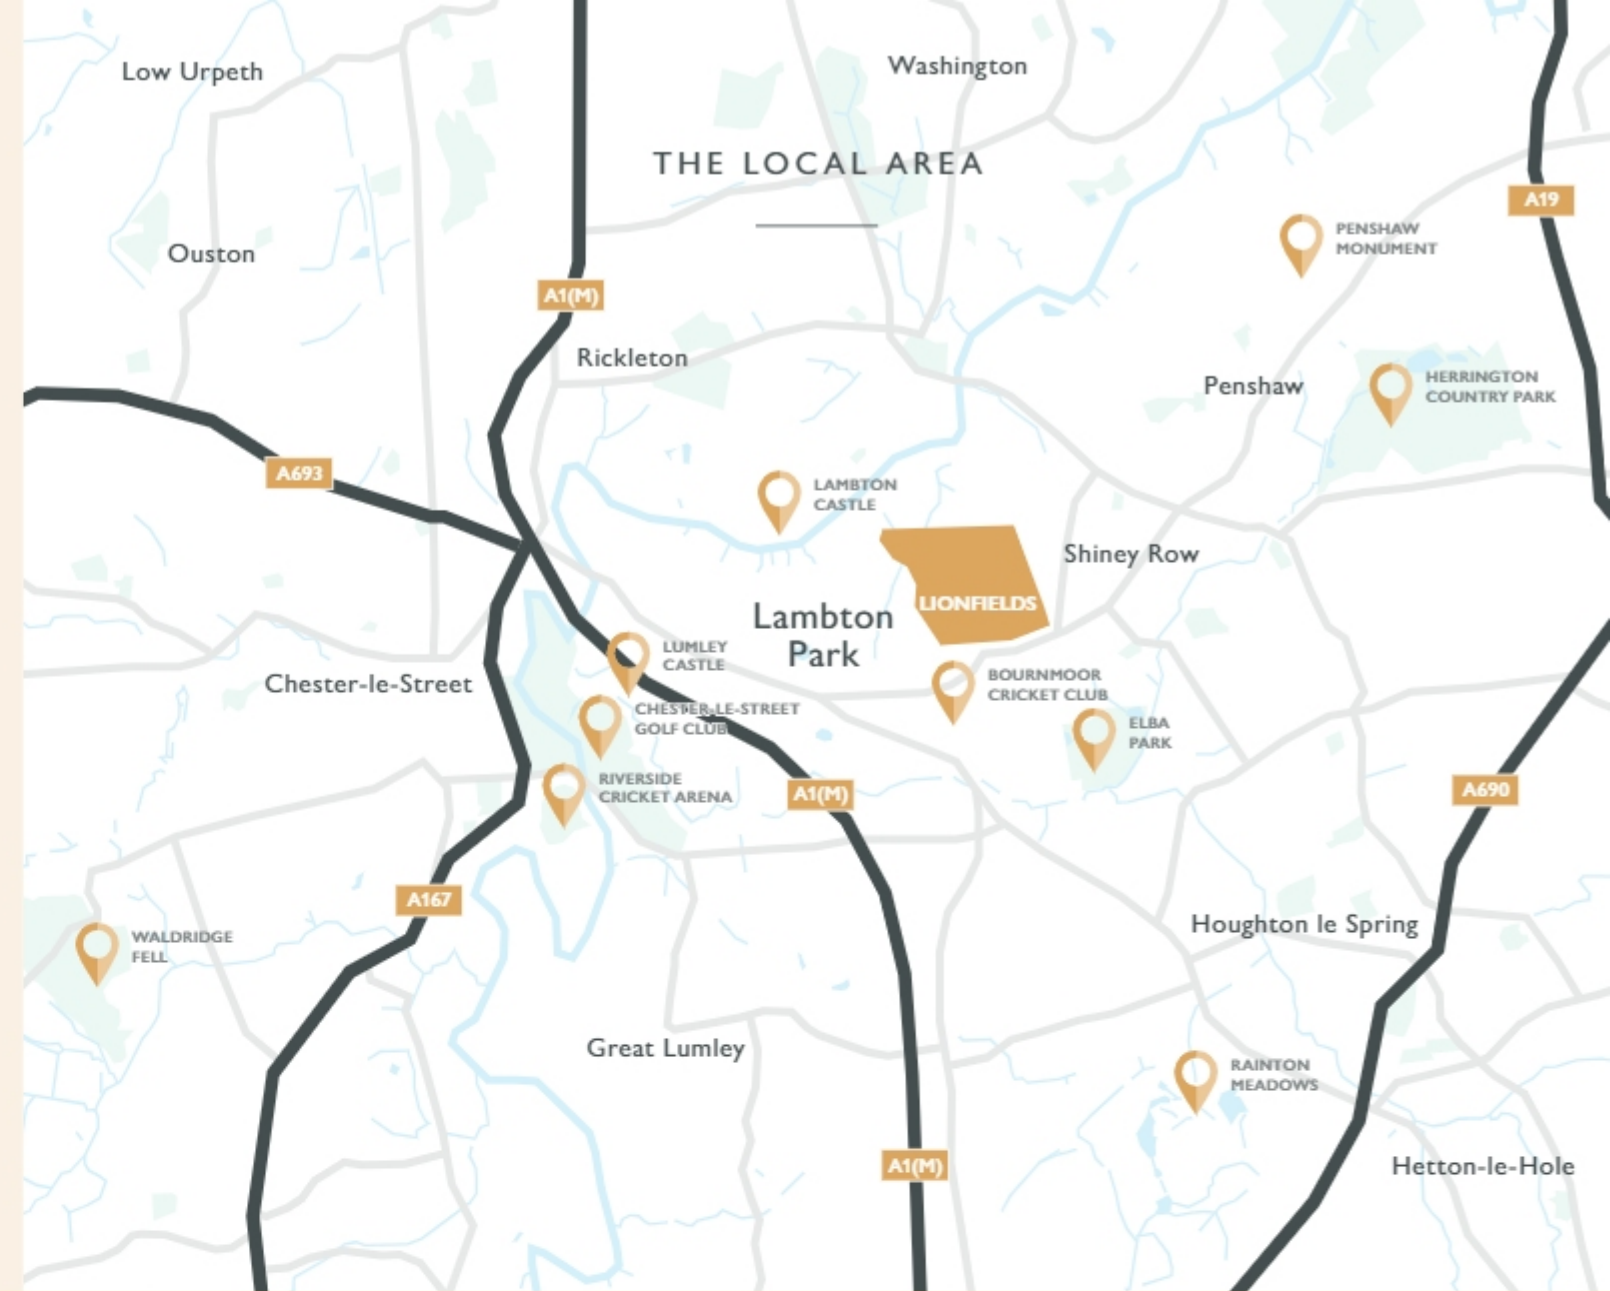 Low Urpeth
Washington
THE LOCAL AREA
A19
PENSHAW
MONUMENT
Ouston
A1(M)
Rickleton
Penshaw
HERRINGTON
COUNTRY PARK
A693
LAMBTON
CASTLE
Shiney Row
LIONFIELDS
Lambton
Park
LUMLEY
CASTLE
Chester-le-Street
BOURNMOOR
CRICKET CLUB
CHESTER-LE-STREET
GOLF CLUB
ELBA
PARK
RIVERSIDE
CRICKET ARENA
A1(M)
A690
A167
WALDRIDGE
FELL
Houghton le Spring
Great Lumley
RAINTON
MEADOWS
A1(M)
Hetton-le-Hole